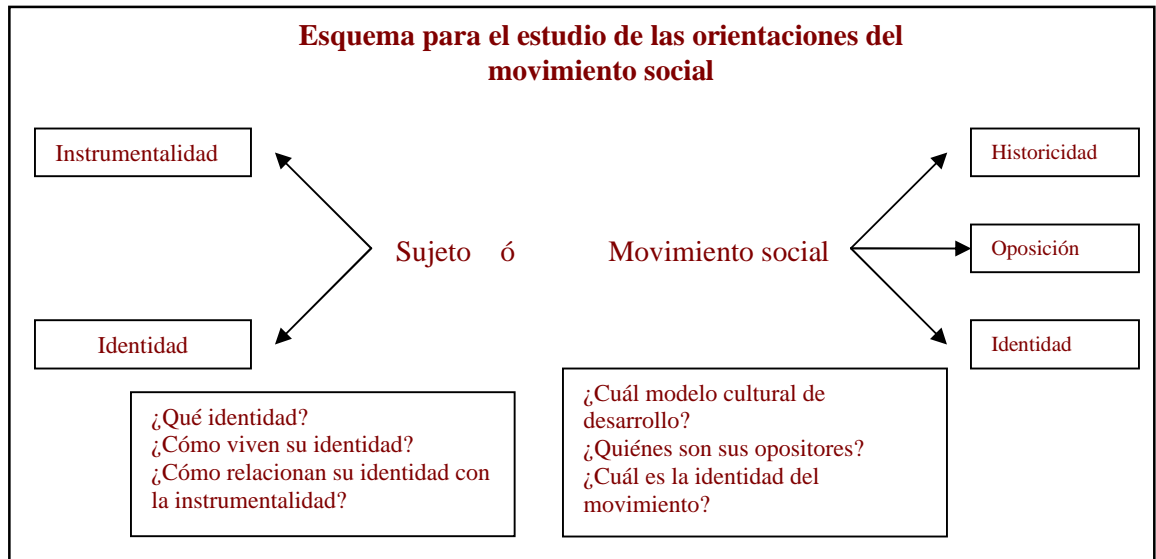 Esquema para el estudio de las orientaciones del
movimiento social
Instrumentalidad
Historicidad
Sujeto ó Movimiento social
Oposición
Identidad
Identidad
¿Qué identidad?
¿Cómo viven su identidad?
¿Cómo relacionan su identidad con
la instrumentalidad?
¿Cuál modelo cultural de
desarrollo?
¿Quiénes son sus opositores?
¿Cuál es la identidad del
movimiento?